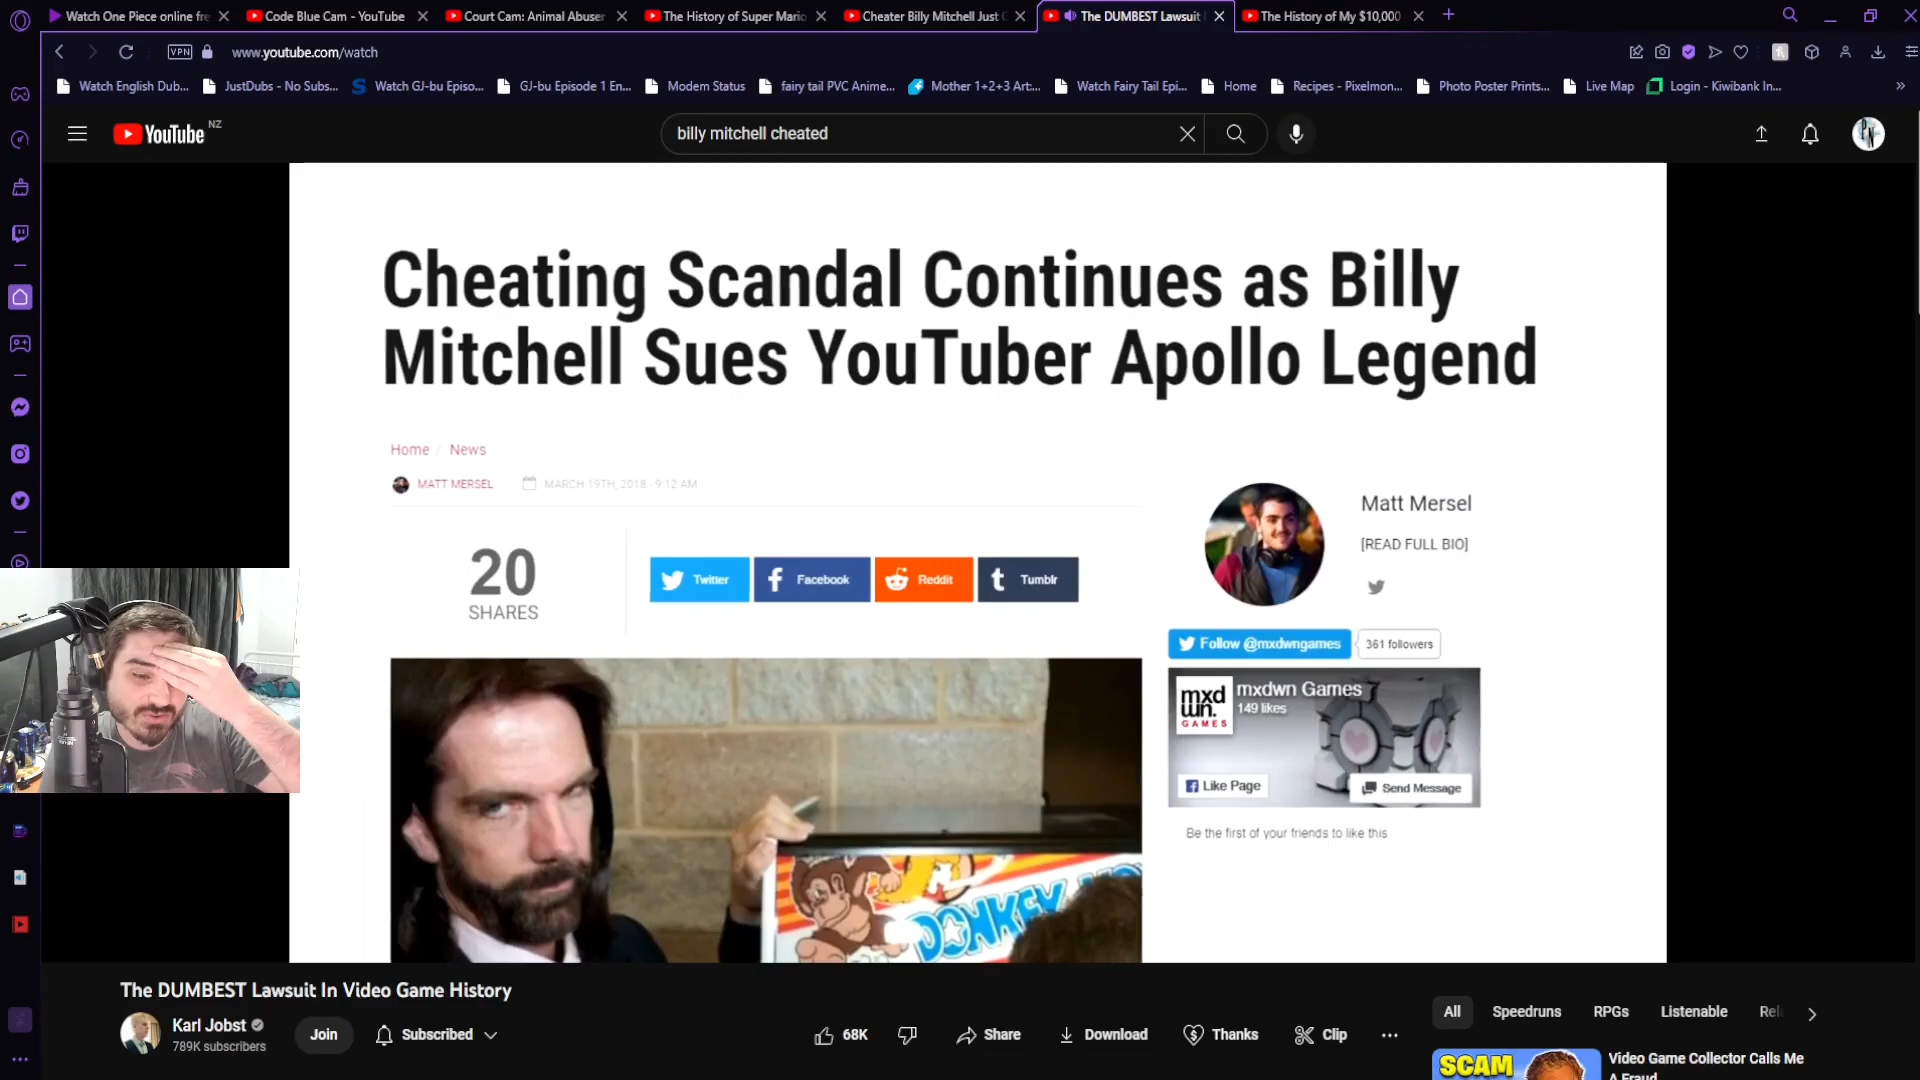 Watch One Piece online fre
Code Blue Cam - YouTube
Court Cam: Animal Abuser
The History of Super Mario
Cheater Billy Mitchell Just
The DUMBEST Lawsuit
The History of My $10,000
VPN
www.youtube.com/watch
Watch English Dub...
JustDubs - No Subs...
Watch GJ-bu Episo...
GJ-bu Episode 1 En...
Modem Status
fairy tail PVC Anime...
Mother 1+2+3 Art:...
Watch Fairy Tail Epi...
Home
Recipes - Pixelmon...
Photo Poster Prints...
Live Map
Login - Kiwibank In...
YouTube NZ
billy mitchell cheated
Cheating Scandal Continues as Billy
Mitchell Sues YouTuber Apollo Legend
Home / News
MATT MERSEL
MARCH 19TH, 2018 - 9:12 AM
20
SHARES
Twitter
Facebook
Reddit
Tumblr
Matt Mersel
[READ FULL BIO]
Follow @mxdwngames
361 followers
mxd
wn.
GAMES
mxdwn Games
149 likes
Like Page
Send Message
Be the first of your friends to like this
DONKEY
The DUMBEST Lawsuit In Video Game History
Karl Jobst
789K subscribers
Join
Subscribed
68K
Share
Download
Thanks
Clip
All
Speedruns
RPGs
Listenable
Rel
SCAM
Video Game Collector Calls Me
A Fraud